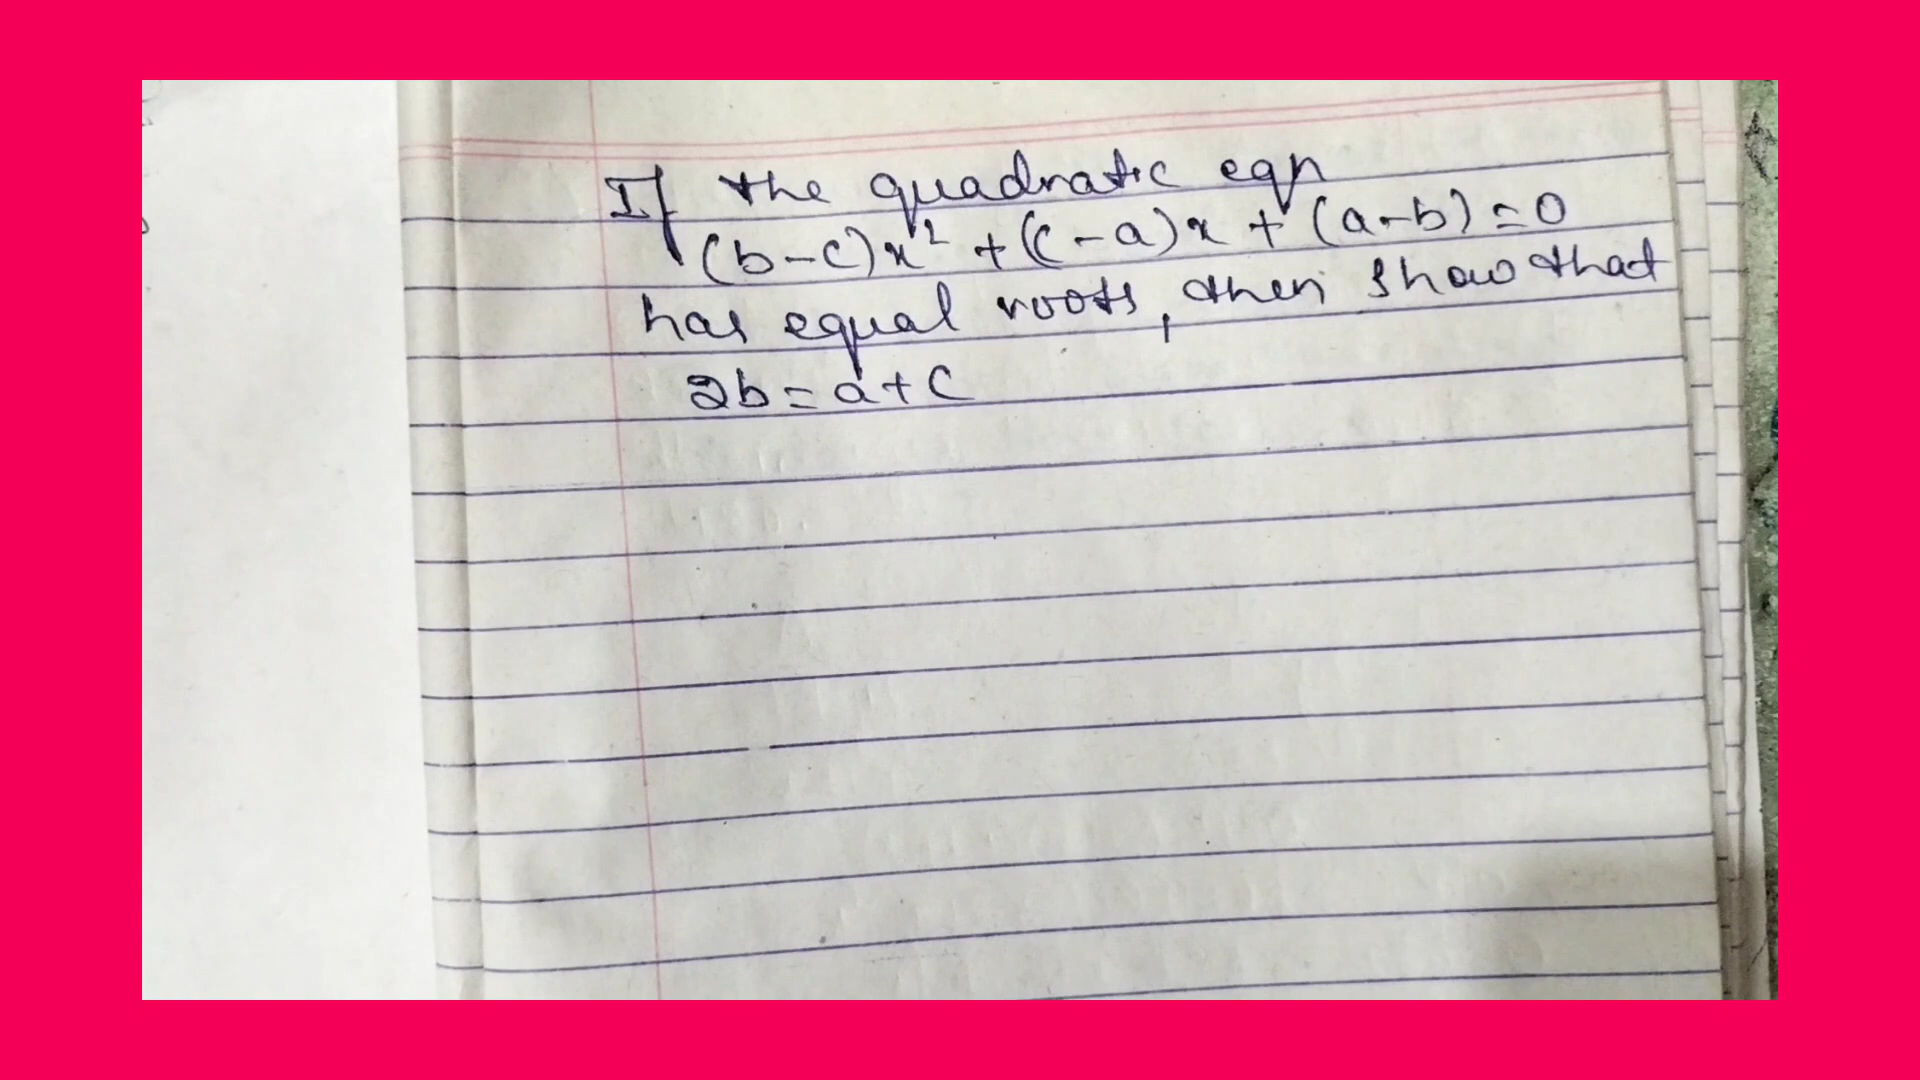 If the quadratic eqn
(b-c)x² + (c-a)x + (a-b)=0
has equal roots, then show that
2b=a+c